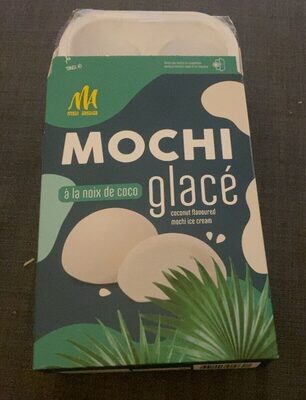 MOCHI
à la noix de coco
glacé
coconut flavoured
mochi ice cream